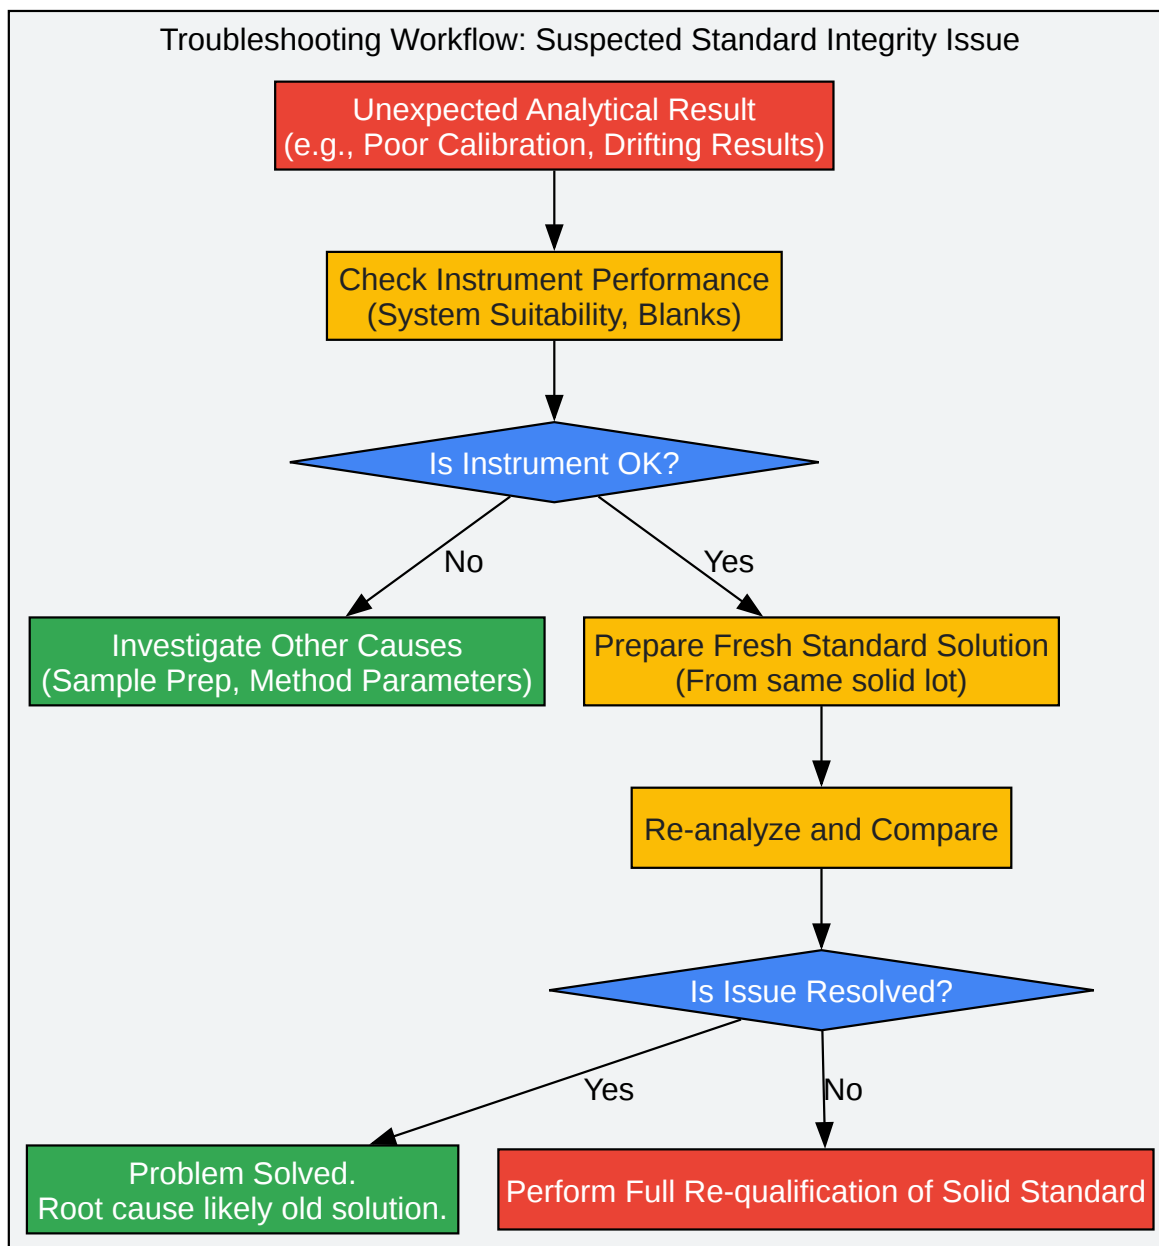 Troubleshooting Workflow: Suspected Standard Integrity Issue
Unexpected Analytical Result
(e.g., Poor Calibration, Drifting Results)
Check Instrument Performance
(System Suitability, Blanks)
Is Instrument OK?
No
Yes
Investigate Other Causes
(Sample Prep, Method Parameters)
Prepare Fresh Standard Solution
(From same solid lot)
Re-analyze and Compare
Is Issue Resolved?
Yes
No
Problem Solved.
Root cause likely old solution.
Perform Full Re-qualification of Solid Standard